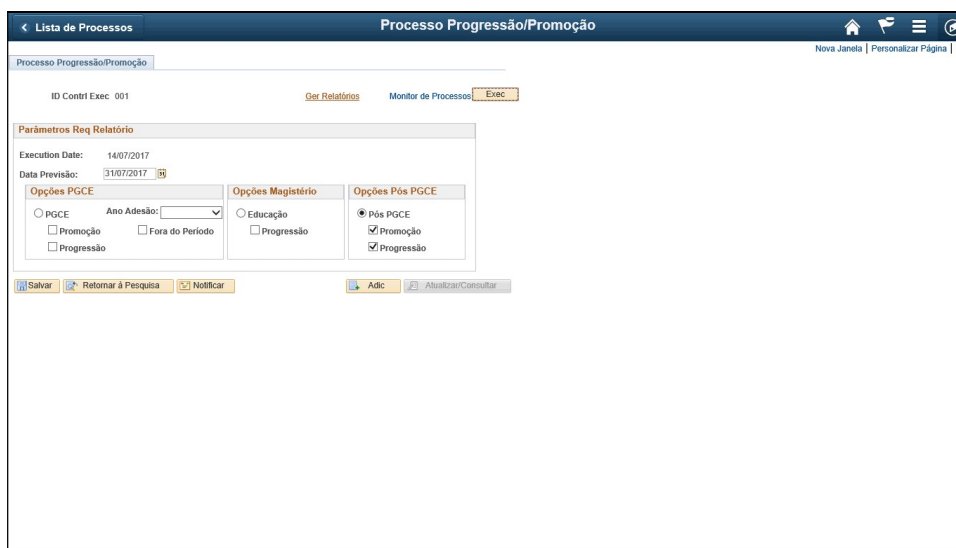 Lista de Processos Processo Progressão/Promoção
Nova Janela | Personalizar Página |
Processo Progressão/Promoção
ID Contrl Exec 001 Ger Relatórios Monitor de Processos Exec
Parâmetros Req Relatório
Execution Date: 14/07/2017
Data Previsão: 31/07/2017
Opções PGCE Opções Magistério Opções Pós PGCE
PGCE Ano Adesão: Educação Pós PGCE
Promoção Fora do Período Progressão Promoção
Progressão Progressão
Salvar Retornar à Pesquisa Notificar Adic Atualizar/Consultar